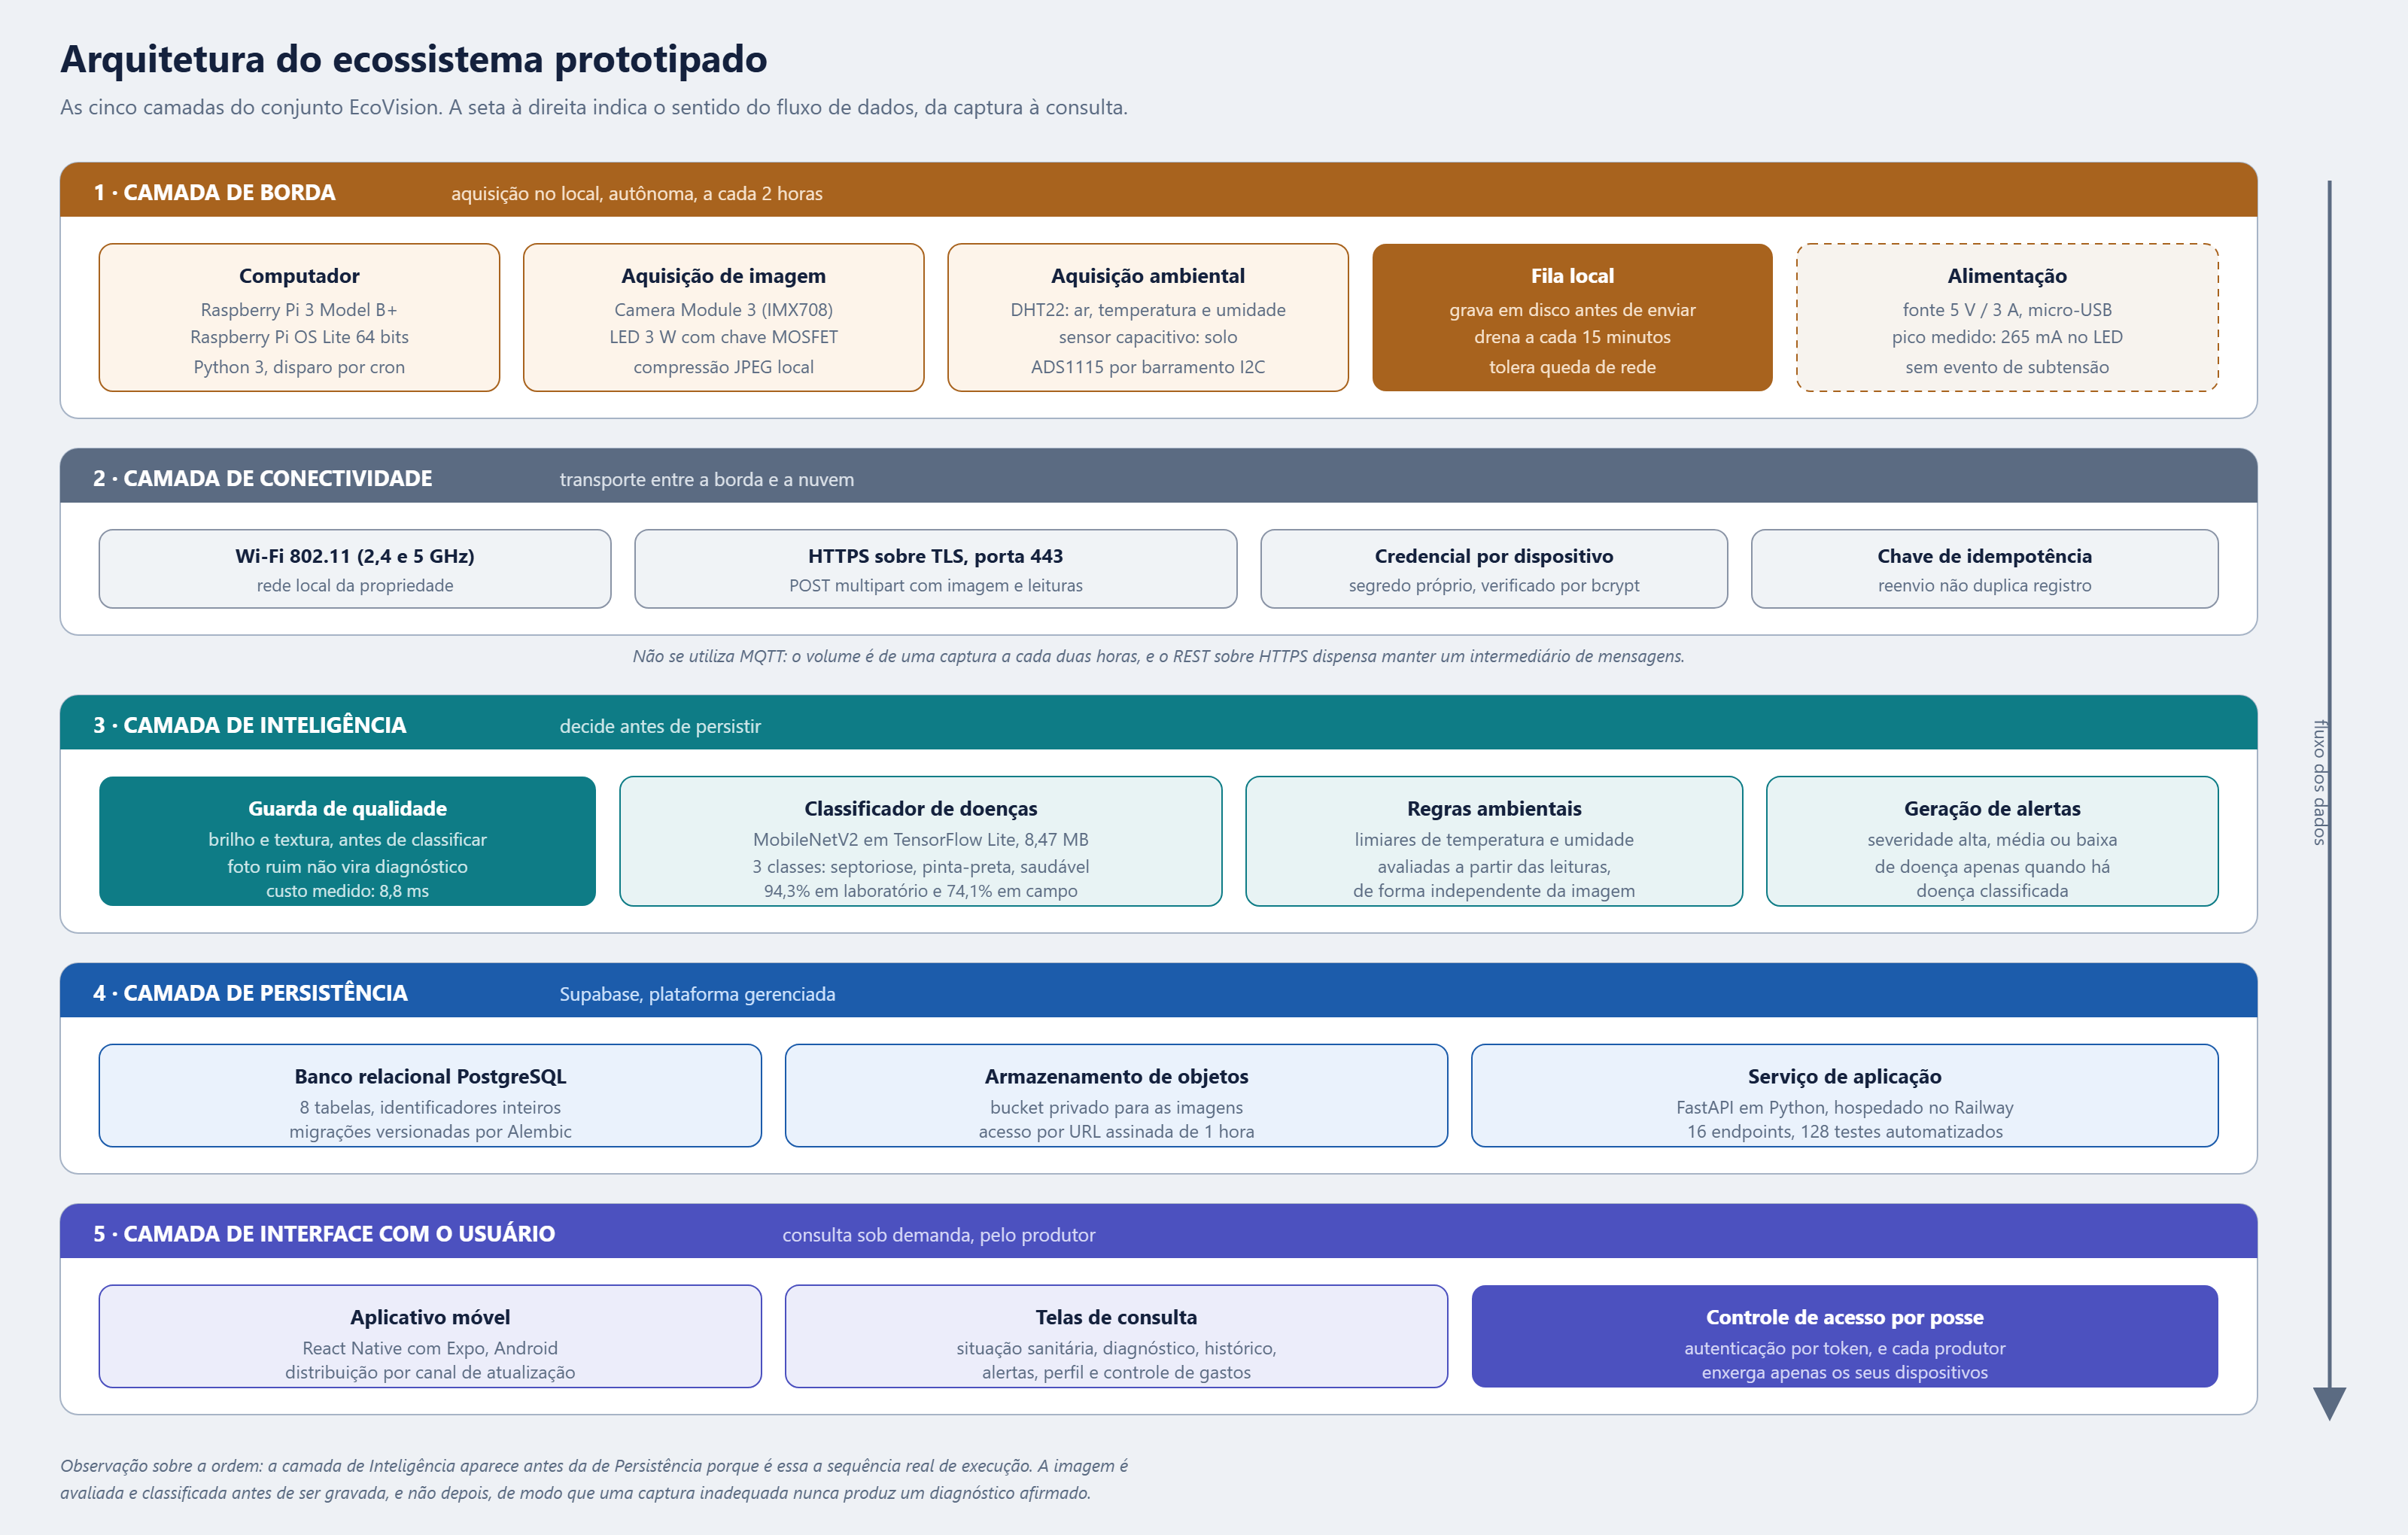 Arquitetura do ecossistema prototipado
As cinco camadas do conjunto EcoVision. A seta à direita indica o sentido do fluxo de dados, da captura à consulta.
1 · CAMADA DE BORDA
aquisição no local, autônoma, a cada 2 horas
Computador
Raspberry Pi 3 Model B+
Raspberry Pi OS Lite 64 bits
Python 3, disparo por cron
Aquisição de imagem
Camera Module 3 (IMX708)
LED 3 W com chave MOSFET
compressão JPEG local
Aquisição ambiental
DHT22: ar, temperatura e umidade
sensor capacitivo: solo
ADS1115 por barramento I2C
Fila local
grava em disco antes de enviar
drena a cada 15 minutos
tolera queda de rede
Alimentação
fonte 5 V / 3 A, micro-USB
pico medido: 265 mA no LED
sem evento de subtensão
2 · CAMADA DE CONECTIVIDADE
transporte entre a borda e a nuvem
Wi-Fi 802.11 (2,4 e 5 GHz)
rede local da propriedade
HTTPS sobre TLS, porta 443
POST multipart com imagem e leituras
Credencial por dispositivo
segredo próprio, verificado por bcrypt
Chave de idempotência
reenvio não duplica registro
Não se utiliza MQTT: o volume é de uma captura a cada duas horas, e o REST sobre HTTPS dispensa manter um intermediário de mensagens.
3 · CAMADA DE INTELIGÊNCIA
decide antes de persistir
Guarda de qualidade
brilho e textura, antes de classificar
foto ruim não vira diagnóstico
custo medido: 8,8 ms
Classificador de doenças
MobileNetV2 em TensorFlow Lite, 8,47 MB
3 classes: septoriose, pinta-preta, saudável
94,3% em laboratório e 74,1% em campo
Regras ambientais
limiares de temperatura e umidade
avaliadas a partir das leituras,
de forma independente da imagem
Geração de alertas
severidade alta, média ou baixa
de doença apenas quando há
doença classificada
fluxo dos dados
4 · CAMADA DE PERSISTÊNCIA
Supabase, plataforma gerenciada
Banco relacional PostgreSQL
8 tabelas, identificadores inteiros
migrações versionadas por Alembic
Armazenamento de objetos
bucket privado para as imagens
acesso por URL assinada de 1 hora
Serviço de aplicação
FastAPI em Python, hospedado no Railway
16 endpoints, 128 testes automatizados
5 · CAMADA DE INTERFACE COM O USUÁRIO
consulta sob demanda, pelo produtor
Aplicativo móvel
React Native com Expo, Android
distribuição por canal de atualização
Telas de consulta
situação sanitária, diagnóstico, histórico,
alertas, perfil e controle de gastos
Controle de acesso por posse
autenticação por token, e cada produtor
enxerga apenas os seus dispositivos
Observação sobre a ordem: a camada de Inteligência aparece antes da de Persistência porque é essa a sequência real de execução. A imagem é
avaliada e classificada antes de ser gravada, e não depois, de modo que uma captura inadequada nunca produz um diagnóstico afirmado.